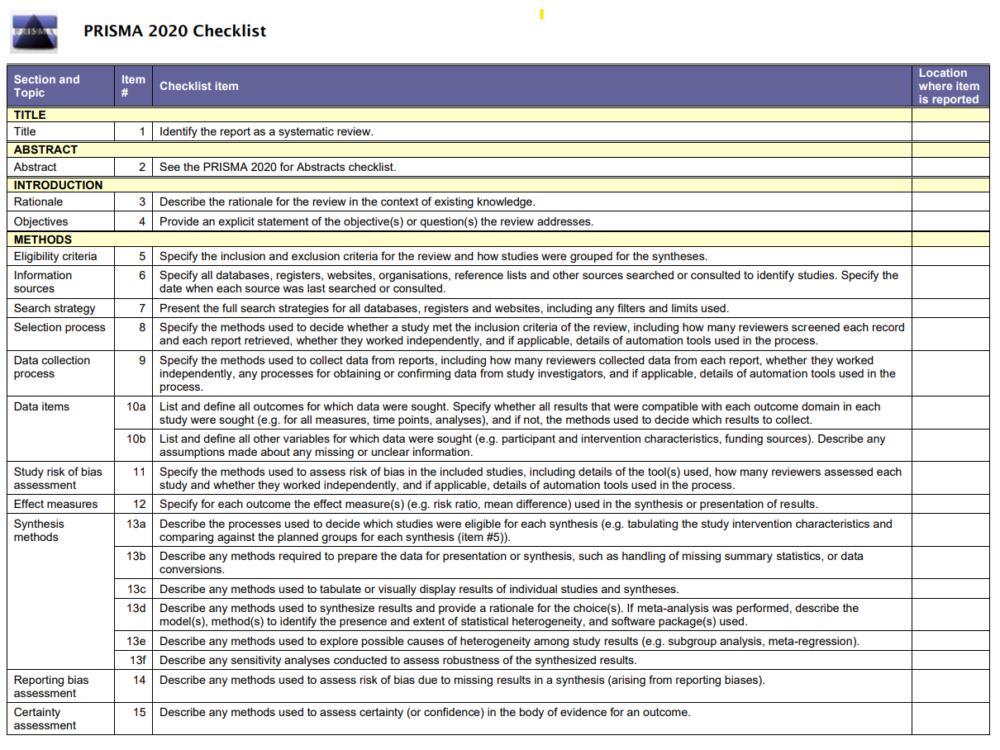 PRISMA
PRISMA 2020 Checklist
Section and
Topic
Item
#
Checklist item
Location
where item
is reported
TITLE
Title
1
Identify the report as a systematic review.
ABSTRACT
Abstract
2
See the PRISMA 2020 for Abstracts checklist.
INTRODUCTION
Rationale
3
Describe the rationale for the review in the context of existing knowledge.
Objectives
4
Provide an explicit statement of the objective(s) or question(s) the review addresses.
METHODS
Eligibility criteria
5
Specify the inclusion and exclusion criteria for the review and how studies were grouped for the syntheses.
Information
sources
6
Specify all databases, registers, websites, organisations, reference lists and other sources searched or consulted to identify studies. Specify the
date when each source was last searched or consulted.
Search strategy
7
Present the full search strategies for all databases, registers and websites, including any filters and limits used.
Selection process
8
Specify the methods used to decide whether a study met the inclusion criteria of the review, including how many reviewers screened each record
and each report retrieved, whether they worked independently, and if applicable, details of automation tools used in the process.
Data collection
process
9
Specify the methods used to collect data from reports, including how many reviewers collected data from each report, whether they worked
independently, any processes for obtaining or confirming data from study investigators, and if applicable, details of automation tools used in the
process.
Data items
10a
List and define all outcomes for which data were sought. Specify whether all results that were compatible with each outcome domain in each
study were sought (e.g. for all measures, time points, analyses), and if not, the methods used to decide which results to collect.
10b
List and define all other variables for which data were sought (e.g. participant and intervention characteristics, funding sources). Describe any
assumptions made about any missing or unclear information.
Study risk of bias
assessment
11
Specify the methods used to assess risk of bias in the included studies, including details of the tool(s) used, how many reviewers assessed each
study and whether they worked independently, and if applicable, details of automation tools used in the process.
Effect measures
12
Specify for each outcome the effect measure(s) (e.g. risk ratio, mean difference) used in the synthesis or presentation of results.
Synthesis
methods
13a
Describe the processes used to decide which studies were eligible for each synthesis (e.g. tabulating the study intervention characteristics and
comparing against the planned groups for each synthesis (item #5)).
13b
Describe any methods required to prepare the data for presentation or synthesis, such as handling of missing summary statistics, or data
conversions.
13c
Describe any methods used to tabulate or visually display results of individual studies and syntheses.
13d
Describe any methods used to synthesize results and provide a rationale for the choice(s). If meta-analysis was performed, describe the
model(s), method(s) to identify the presence and extent of statistical heterogeneity, and software package(s) used.
13e
Describe any methods used to explore possible causes of heterogeneity among study results (e.g. subgroup analysis, meta-regression).
13f
Describe any sensitivity analyses conducted to assess robustness of the synthesized results.
Reporting bias
assessment
14
Describe any methods used to assess risk of bias due to missing results in a synthesis (arising from reporting biases).
Certainty
assessment
15
Describe any methods used to assess certainty (or confidence) in the body of evidence for an outcome.